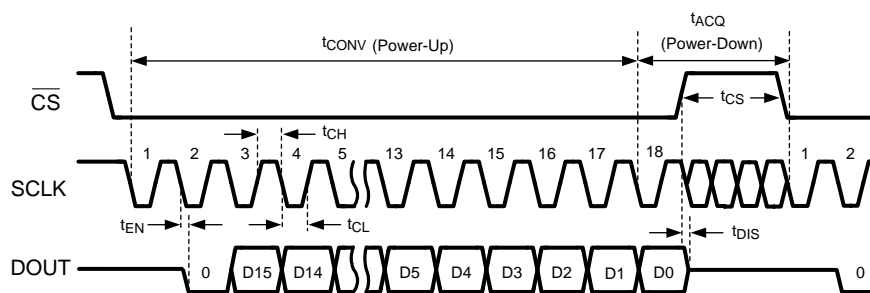 tCONV (Power-Up)
tACQ
(Power-Down)
CS
tCS
tCH
1 2 3 4 5 13 14 15 16 17 18 1 2
SCLK
tEN
tCL
tDIS
DOUT
0 D15 D14 D5 D4 D3 D2 D1 D0 0